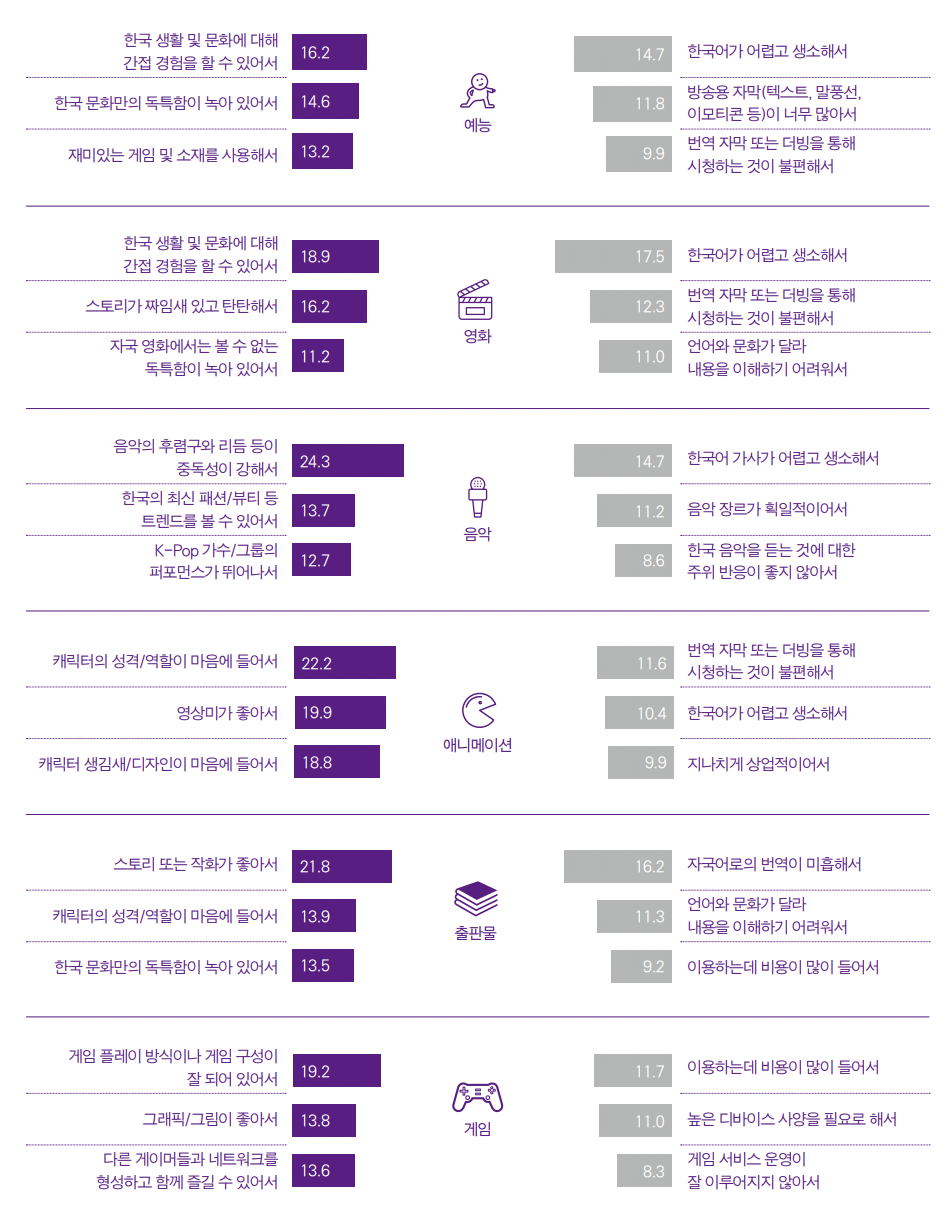 한국 생활 및 문화에 대해
간접 경험을 할 수 있어서
16.2
한국 문화만의 독특함이 녹아 있어서
14.6
재미있는 게임 및 소재를 사용해서
13.2
예능
14.7
한국어가 어렵고 생소해서
11.8
방송용 자막(텍스트, 말풍선,
이모티콘 등)이 너무 많아서
9.9
번역 자막 또는 더빙을 통해
시청하는 것이 불편해서
한국 생활 및 문화에 대해
간접 경험을 할 수 있어서
18.9
스토리가 짜임새 있고 탄탄해서
16.2
자국 영화에서는 볼 수 없는
독특함이 녹아 있어서
11.2
영화
17.5
한국어가 어렵고 생소해서
12.3
번역 자막 또는 더빙을 통해
시청하는 것이 불편해서
11.0
언어와 문화가 달라
내용을 이해하기 어려워서
음악의 후렴구와 리듬 등이
중독성이 강해서
24.3
한국의 최신 패션/뷰티 등
트렌드를 볼 수 있어서
13.7
K-Pop 가수/그룹의
퍼포먼스가 뛰어나서
12.7
음악
14.7
한국어 가사가 어렵고 생소해서
11.2
음악 장르가 획일적이어서
8.6
한국 음악을 듣는 것에 대한
주위 반응이 좋지 않아서
캐릭터의 성격/역할이 마음에 들어서
22.2
영상미가 좋아서
19.9
캐릭터 생김새/디자인이 마음에 들어서
18.8
애니메이션
11.6
번역 자막 또는 더빙을 통해
시청하는 것이 불편해서
10.4
한국어가 어렵고 생소해서
9.9
지나치게 상업적이어서
스토리 또는 작화가 좋아서
21.8
캐릭터의 성격/역할이 마음에 들어서
13.9
한국 문화만의 독특함이 녹아 있어서
13.5
출판물
16.2
자국어로의 번역이 미흡해서
11.3
언어와 문화가 달라
내용을 이해하기 어려워서
9.2
이용하는데 비용이 많이 들어서
게임 플레이 방식이나 게임 구성이
잘 되어 있어서
19.2
그래픽/그림이 좋아서
13.8
다른 게이머들과 네트워크를
형성하고 함께 즐길 수 있어서
13.6
게임
11.7
이용하는데 비용이 많이 들어서
11.0
높은 디바이스 사양을 필요로 해서
8.3
게임 서비스 운영이
잘 이루어지지 않아서